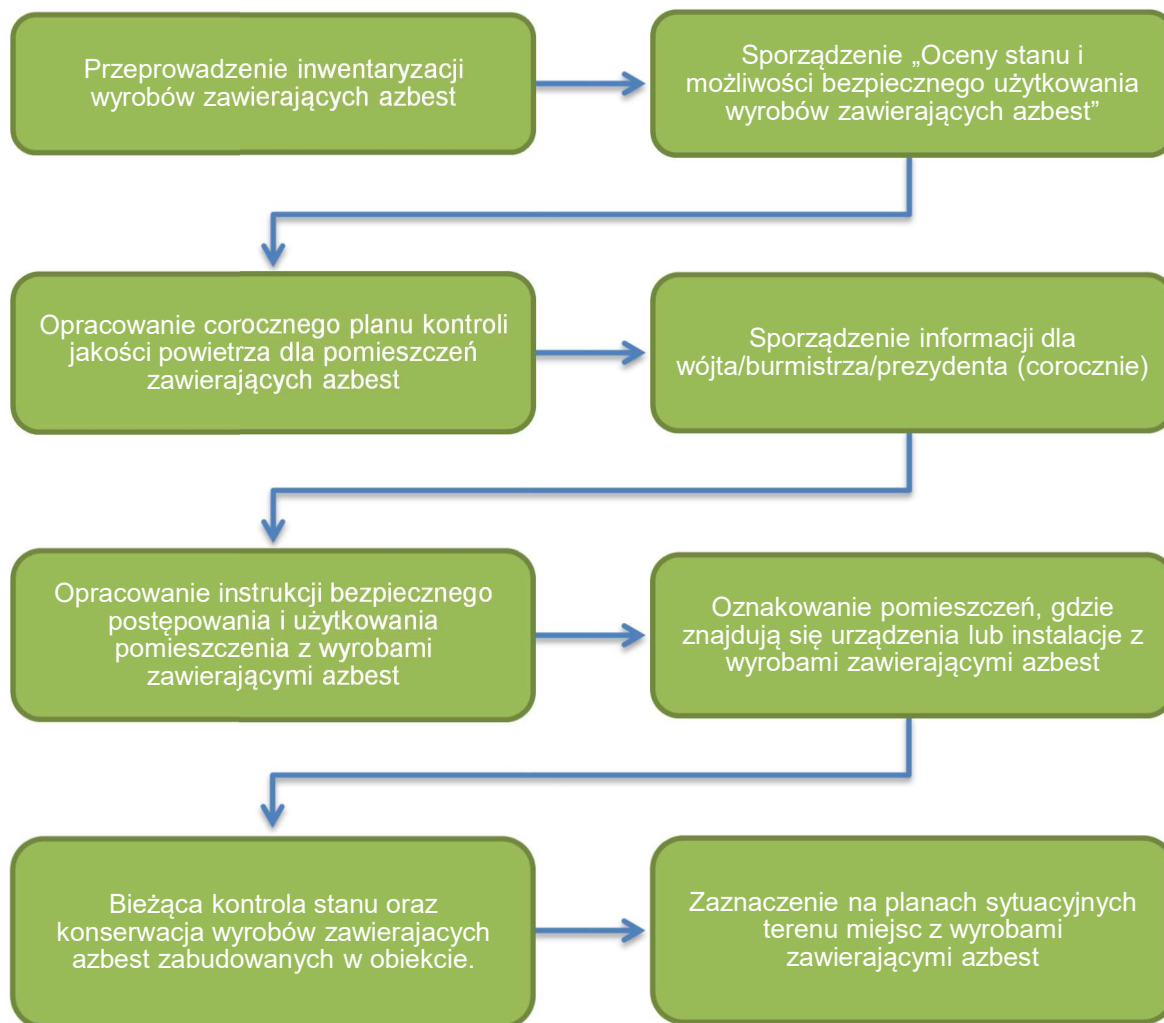 Przeprowadzenie inwentaryzacji
wyrobów zawierających azbest
Sporządzenie „Oceny stanu i
możliwości bezpiecznego użytkowania
wyrobów zawierających azbest”
Opracowanie corocznego planu kontroli
jakości powietrza dla pomieszczeń
zawierających azbest
Sporządzenie informacji dla
wójta/burmistrza/prezydenta (corocznie)
Opracowanie instrukcji bezpiecznego
postępowania i użytkowania
pomieszczenia z wyrobami
zawierającymi azbest
Oznakowanie pomieszczeń, gdzie
znajdują się urządzenia lub instalacje z
wyrobami zawierającymi azbest
Bieżąca kontrola stanu oraz
konserwacja wyrobów zawierajacych
azbest zabudowanych w obiekcie.
Zaznaczenie na planach sytuacyjnych
terenu miejsc z wyrobami
zawierającymi azbest